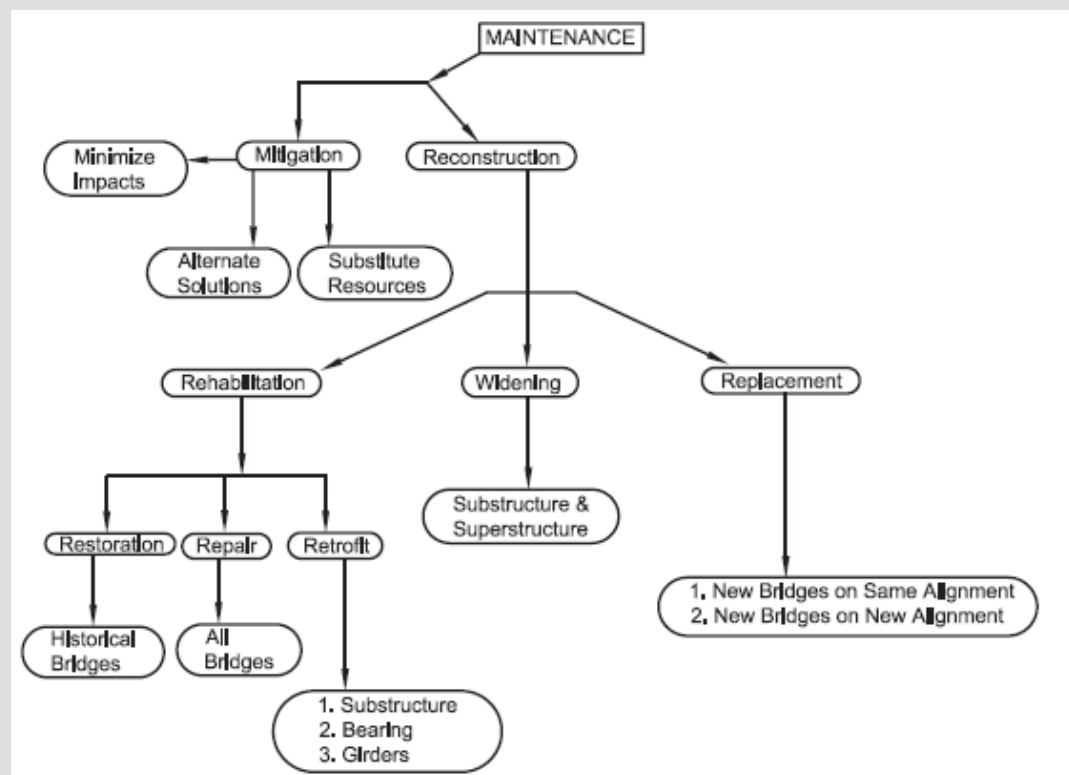 MAINTENANCE
Mitigation
Reconstruction
Minimize
Impacts
Alternate
Solutions
Substitute
Resources
Rehabilitation
Widening
Replacement
Substructure &
Superstructure
Restoration
Repair
Retrofit
1. New Bridges on Same Alignment
2. New Bridges on New Alignment
Historical
Bridges
All
Bridges
1. Substructure
2. Bearing
3. Girders